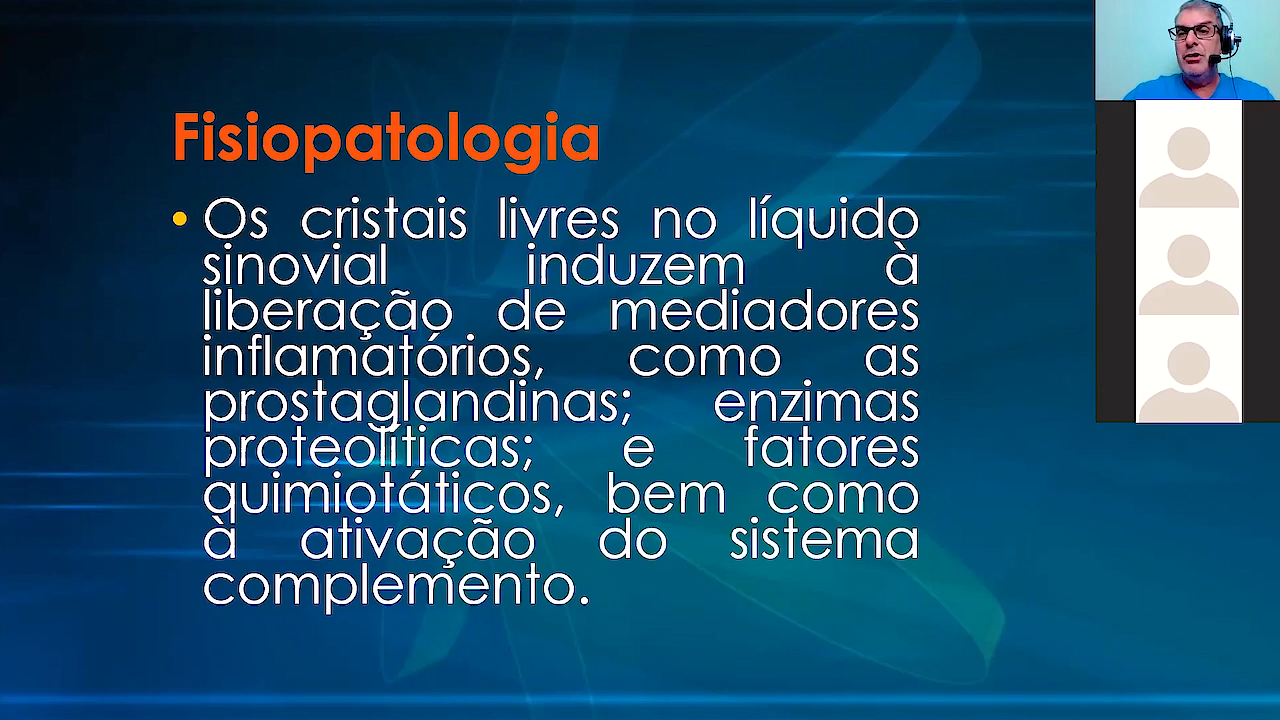 Fisiopatologia
• Os cristais livres no líquido
sinovial induzem à
liberação de mediadores
inflamatórios, como as
prostaglandinas; enzimas
proteolíticas; e fatores
quimiotáticos, bem como
à ativação do sistema
complemento.